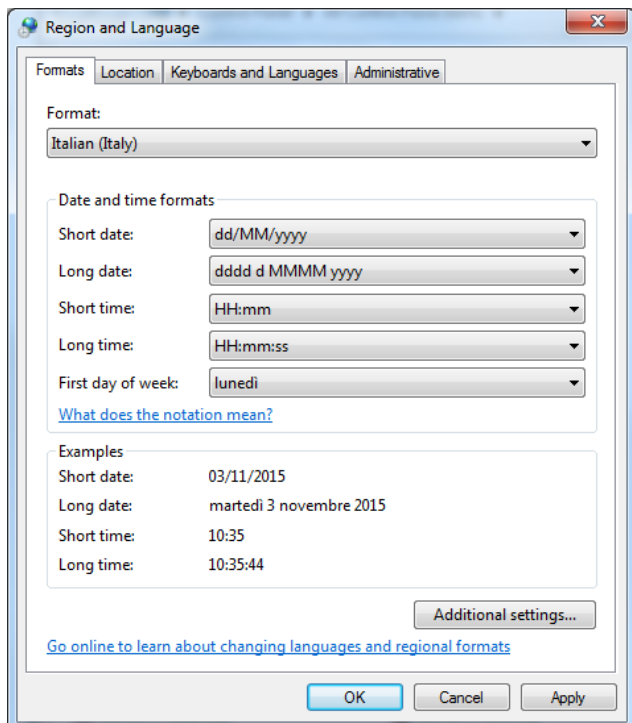 Region and Language
Formats Location Keyboards and Languages Administrative
Format:
Italian (Italy)
Date and time formats
Short date: dd/MM/yyyy
Long date: dddd d MMMM yyyy
Short time: HH:mm
Long time: HH:mm:ss
First day of week: lunedì
What does the notation mean?
Examples
Short date: 03/11/2015
Long date: martedì 3 novembre 2015
Short time: 10:35
Long time: 10:35:44
Additional settings...
Go online to learn about changing languages and regional formats
OK Cancel Apply